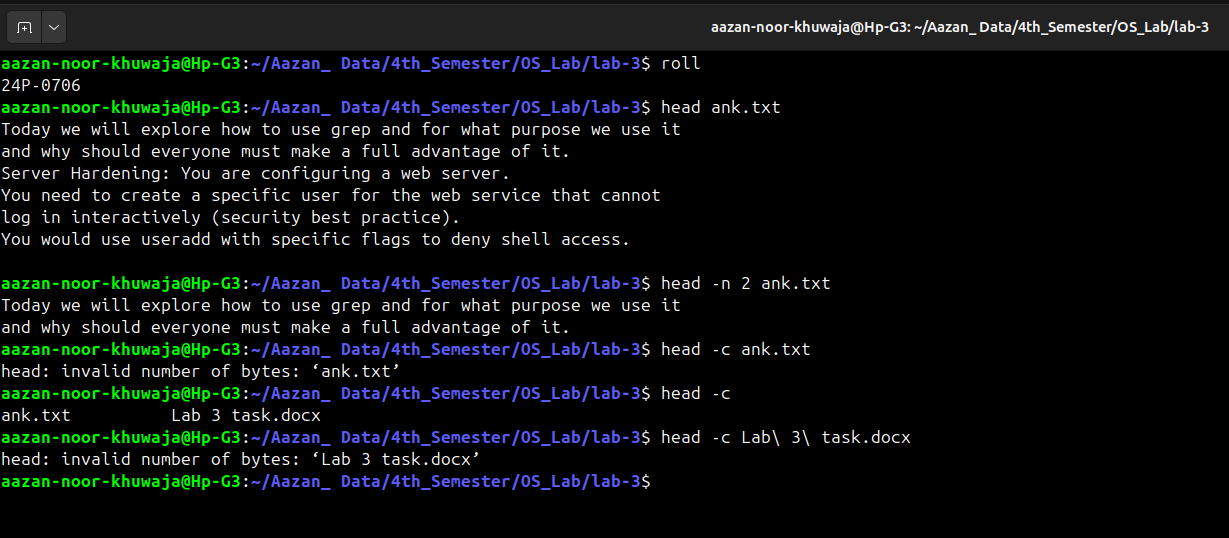 aazan-noor-khuwaja@Hp-G3: ~/Aazan_ Data/4th_Semester/OS_Lab/lab-3
aazan-noor-khuwaja@Hp-G3:~/Aazan_ Data/4th_Semester/OS_Lab/lab-3$ roll
24P-0706
aazan-noor-khuwaja@Hp-G3:~/Aazan_ Data/4th_Semester/OS_Lab/lab-3$ head ank.txt
Today we will explore how to use grep and for what purpose we use it
and why should everyone must make a full advantage of it.
Server Hardening: You are configuring a web server.
You need to create a specific user for the web service that cannot
log in interactively (security best practice).
You would use useradd with specific flags to deny shell access.
aazan-noor-khuwaja@Hp-G3:~/Aazan_ Data/4th_Semester/OS_Lab/lab-3$ head -n 2 ank.txt
Today we will explore how to use grep and for what purpose we use it
and why should everyone must make a full advantage of it.
aazan-noor-khuwaja@Hp-G3:~/Aazan_ Data/4th_Semester/OS_Lab/lab-3$ head -c ank.txt
head: invalid number of bytes: ‘ank.txt’
aazan-noor-khuwaja@Hp-G3:~/Aazan_ Data/4th_Semester/OS_Lab/lab-3$ head -c
ank.txt          Lab 3 task.docx
aazan-noor-khuwaja@Hp-G3:~/Aazan_ Data/4th_Semester/OS_Lab/lab-3$ head -c Lab\ 3\ task.docx
head: invalid number of bytes: ‘Lab 3 task.docx’
aazan-noor-khuwaja@Hp-G3:~/Aazan_ Data/4th_Semester/OS_Lab/lab-3$